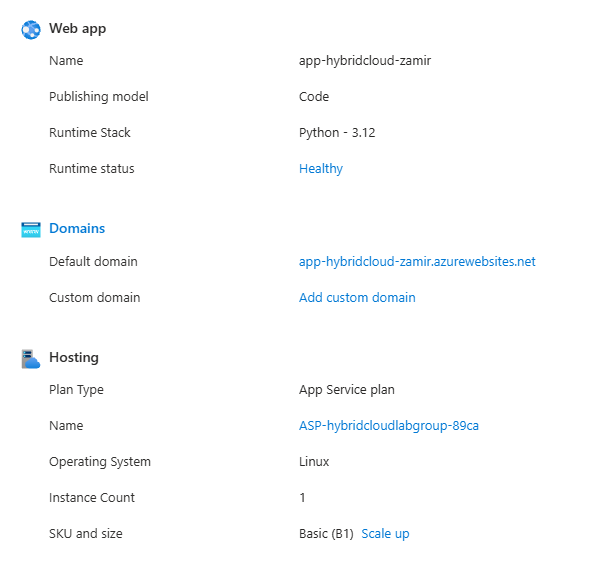 Web app
Name app-hybridcloud-zamir
Publishing model Code
Runtime Stack Python - 3.12
Runtime status Healthy
www
Domains
Default domain app-hybridcloud-zamir.azurewebsites.net
Custom domain Add custom domain
Hosting
Plan Type App Service plan
Name ASP-hybridcloudlabgroup-89ca
Operating System Linux
Instance Count 1
SKU and size Basic (B1) Scale up